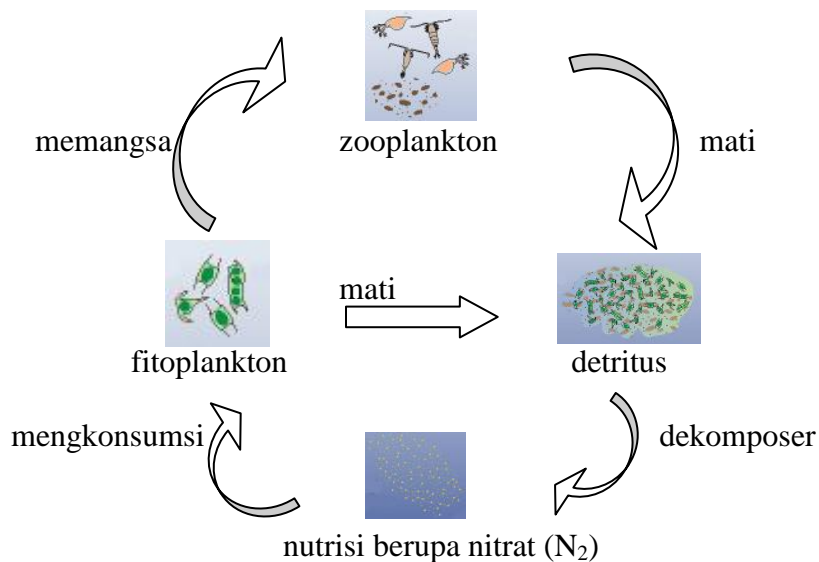 memangsa
zooplankton
mati
mati
fitoplankton
detritus
mengkonsumsi
dekomposer
nutrisi berupa nitrat (N₂)